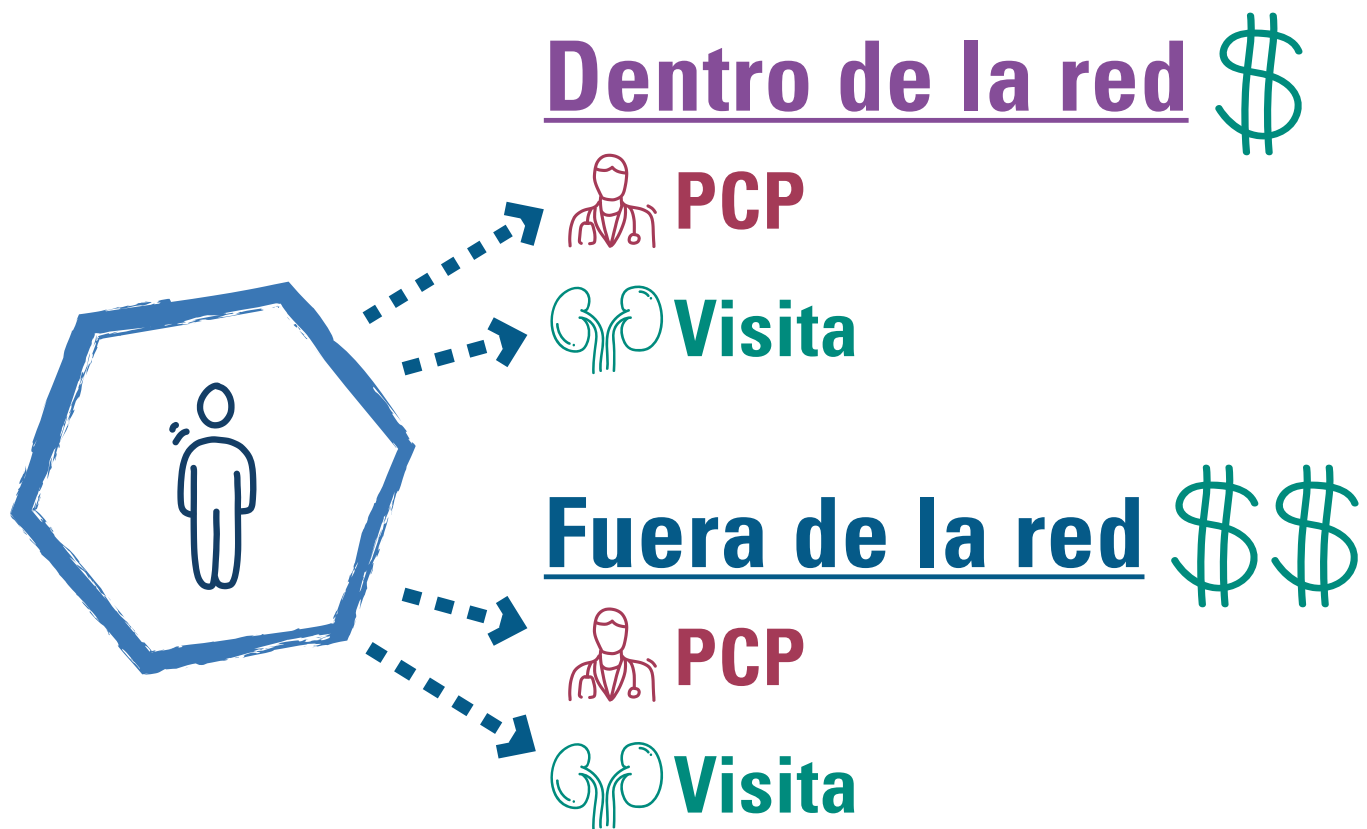 Dentro de la red $
PCP
Visita
Fuera de la red $$
PCP
Visita